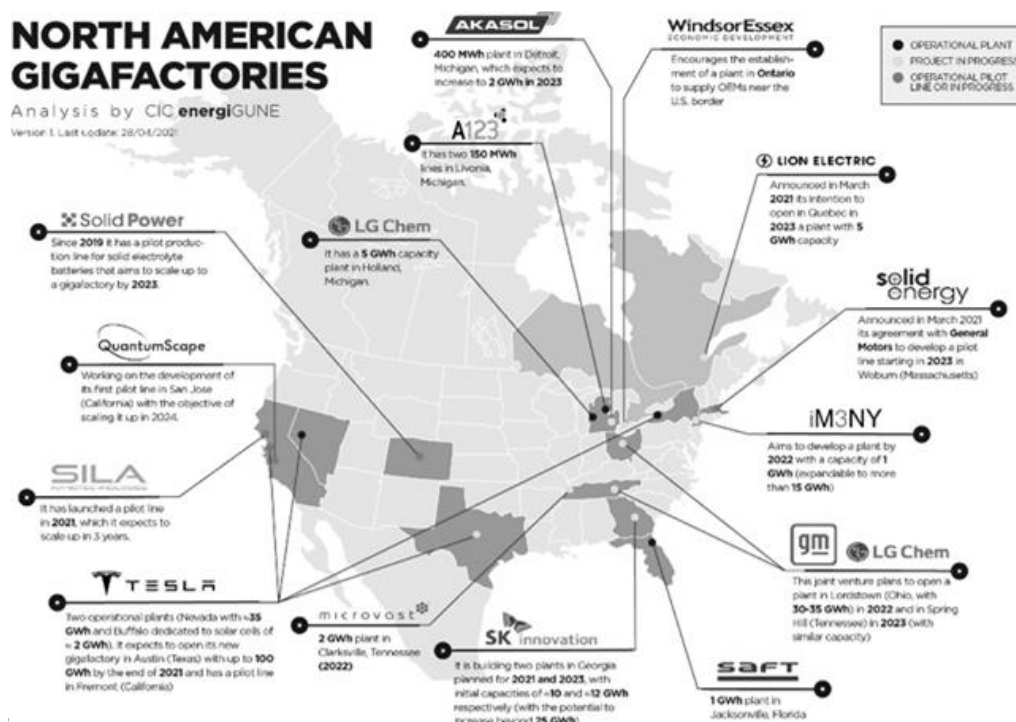 NORTH AMERICAN
GIGAFACTORIES
Analysis by CIC energiGUNE
Version 1. Last update: 28/04/2021
AKASOL
400 MWh plant in Detroit,
Michigan, which expects to
increase to 2 GWh in 2023
WindsorEssex
ECONOMIC DEVELOPMENT
Encourages the establish-
ment of a plant in Ontario
to supply OEMs near the
U.S. border
OPERATIONAL PLANT
PROJECT IN PROGRESS
OPERATIONAL PILOT
LINE OR IN PROGRESS
A123
It has two 150 MWh
lines in Livonia,
Michigan.
LION ELECTRIC
Announced in March
2021 its intention to
open in Quebec in
2023 a plant with 5
GWh capacity
Solid Power
Since 2019 it has a pilot produc-
tion line for solid electrolyte
batteries that aims to scale up to
a gigafactory by 2023.
LG Chem
It has a 5 GWh capacity
plant in Holland,
Michigan.
solid
energy
Announced in March 2021
its agreement with General
Motors to develop a pilot
line starting in 2023 in
Woburn (Massachusetts)
QuantumScape
Working on the development of
its first pilot line in San Jose
(California) with the objective of
scaling it up in 2024.
iM3NY
Aims to develop a plant by
2022 with a capacity of 1
GWh (expandable to more
than 15 GWh)
SILA
It has launched a pilot line
in 2021, which it expects to
scale up in 3 years.
gm LG Chem
This joint venture plans to open a
plant in Lordstown (Ohio, with
30-35 GWh) in 2022 and in Spring
Hill (Tennessee) in 2023 (with
similar capacity)
TESLA
Two operational plants (Nevada with ≈35
GWh and Buffalo dedicated to solar cells of
≈ 2 GWh). It expects to open its new
gigafactory in Austin (Texas) with up to 100
GWh by the end of 2021 and has a pilot line
in Fremont (California)
microvast
2 GWh plant in
Clarksville, Tennessee
(2022)
SK innovation
It is building two plants in Georgia
planned for 2021 and 2023, with
initial capacities of ≈10 and ≈12 GWh
respectively (with the potential to
increase beyond 25 GWh)
saft
1 GWh plant in
Jacksonville, Florida